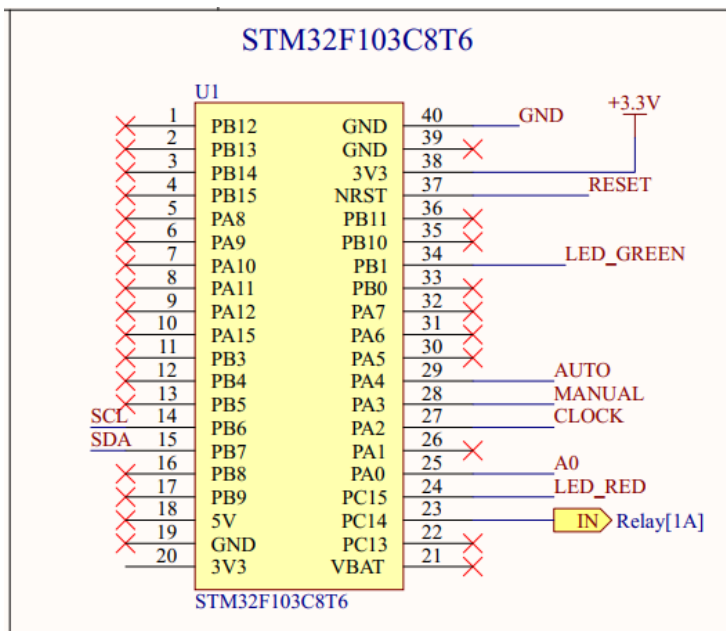 STM32F103C8T6
U1
1 PB12 GND 40 GND
2 PB13 GND 39 +3.3V
3 PB14 3V3 38
4 PB15 NRST 37 RESET
5 PA8 PB11 36
6 PA9 PB10 35
7 PA10 PB1 34 LED_GREEN
8 PA11 PB0 33
9 PA12 PA7 32
10 PA15 PA6 31
11 PB3 PA5 30
12 PB4 PA4 29 AUTO
13 PB5 PA3 28 MANUAL
SCL 14 PB6 PA2 27 CLOCK
SDA 15 PB7 PA1 26
16 PB8 PA0 25 A0
17 PB9 PC15 24 LED_RED
18 5V PC14 23 IN Relay[1A]
19 GND PC13 22
20 3V3 VBAT 21
STM32F103C8T6